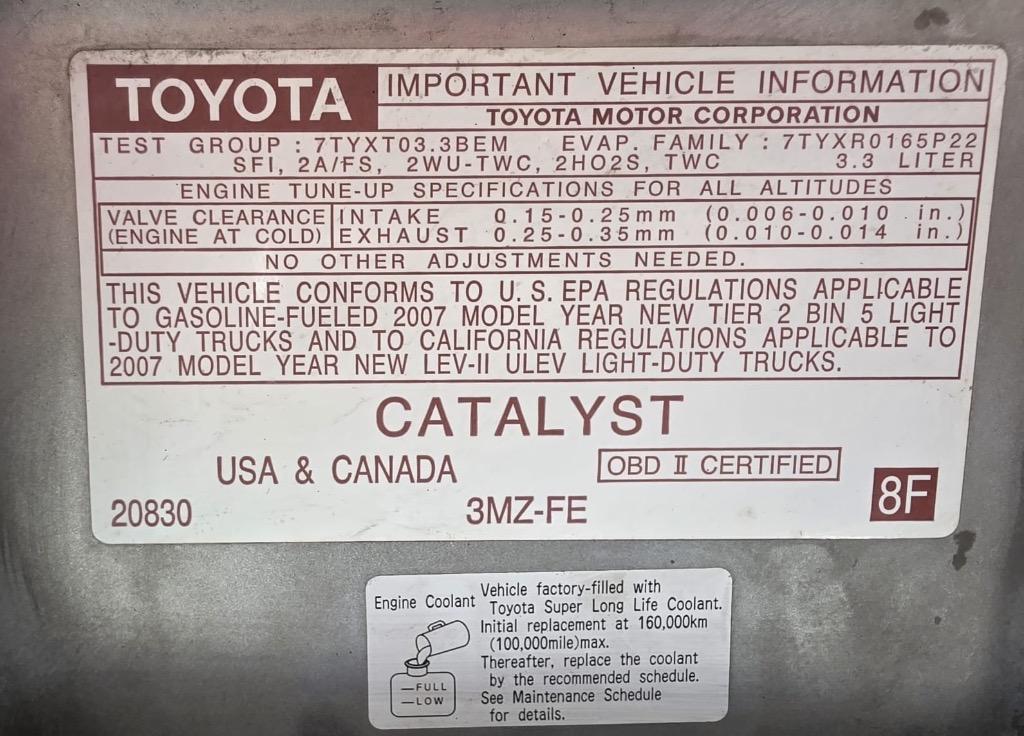 TOYOTA
IMPORTANT VEHICLE INFORMATION
TOYOTA MOTOR CORPORATION
TEST GROUP : 7TYXT03.3BEM EVAP. FAMILY : 7TYXR0165P22
SFI, 2A/FS, 2WU-TWC, 2HO2S, TWC 3.3 LITER
ENGINE TUNE-UP SPECIFICATIONS FOR ALL ALTITUDES
VALVE CLEARANCE INTAKE 0.15-0.25mm (0.006-0.010 in.)
(ENGINE AT COLD) EXHAUST 0.25-0.35mm (0.010-0.014 in.)
NO OTHER ADJUSTMENTS NEEDED.
THIS VEHICLE CONFORMS TO U.S. EPA REGULATIONS APPLICABLE
TO GASOLINE-FUELED 2007 MODEL YEAR NEW TIER 2 BIN 5 LIGHT
-DUTY TRUCKS AND TO CALIFORNIA REGULATIONS APPLICABLE TO
2007 MODEL YEAR NEW LEV-II ULEV LIGHT-DUTY TRUCKS.
CATALYST
USA & CANADA
OBD II CERTIFIED
20830
3MZ-FE
8F
Engine Coolant
Vehicle factory-filled with
Toyota Super Long Life Coolant.
Initial replacement at 160,000km
(100,000mile)max.
Thereafter, replace the coolant
by the recommended schedule.
See Maintenance Schedule
for details.
—FULL
—LOW